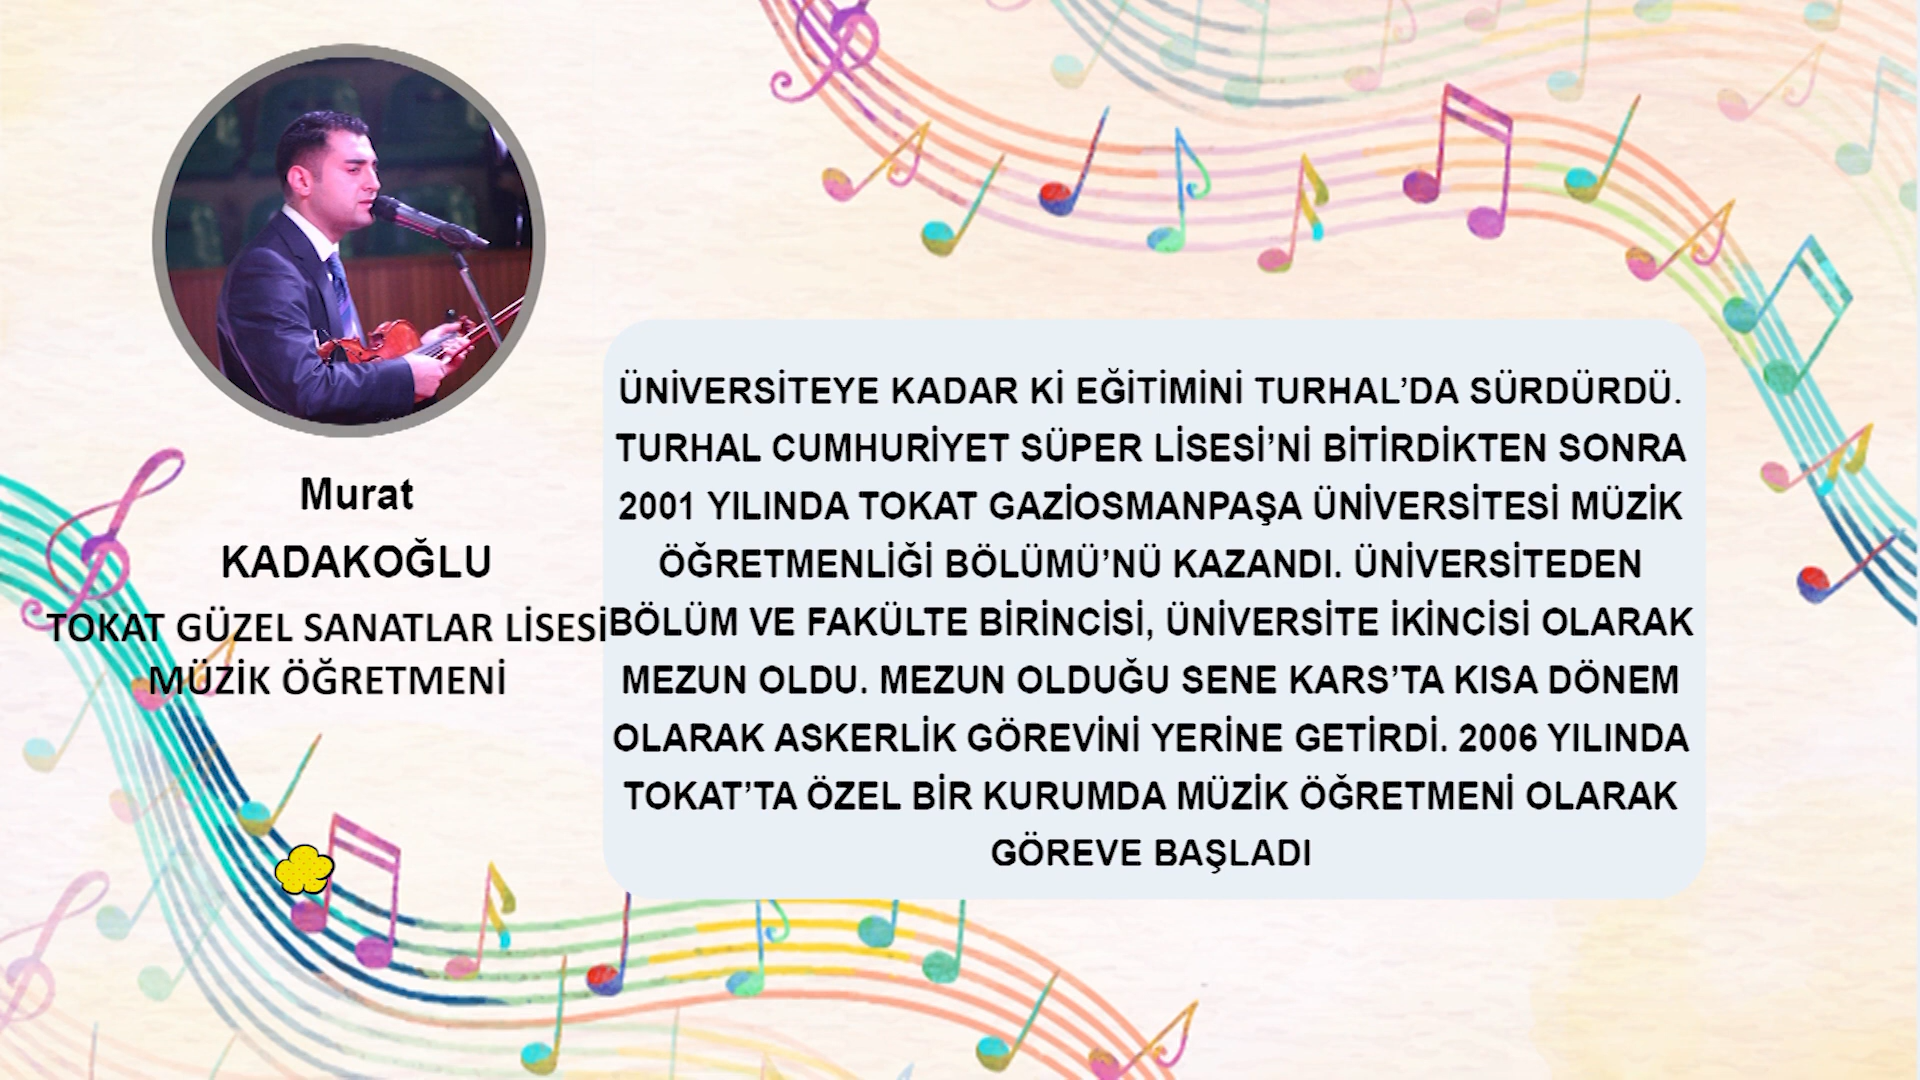 Murat
KADAKOĞLU
TOKAT GÜZEL SANATLAR LİSESİ
MÜZİK ÖĞRETMENİ
ÜNİVERSİTEYE KADAR Kİ EĞİTİMİNİ TURHAL’DA SÜRDÜRDÜ.
TURHAL CUMHURİYET SÜPER LİSESİ’Nİ BİTİRDİKTEN SONRA
2001 YILINDA TOKAT GAZİOSMANPAŞA ÜNİVERSİTESİ MÜZİK
ÖĞRETMENLİĞİ BÖLÜMÜ’NÜ KAZANDI. ÜNİVERSİTEDEN
BÖLÜM VE FAKÜLTE BİRİNCİSİ, ÜNİVERSİTE İKİNCİSİ OLARAK
MEZUN OLDU. MEZUN OLDUĞU SENE KARS’TA KISA DÖNEM
OLARAK ASKERLİK GÖREVİNİ YERİNE GETİRDİ. 2006 YILINDA
TOKAT’TA ÖZEL BİR KURUMDA MÜZİK ÖĞRETMENİ OLARAK
GÖREVE BAŞLADI